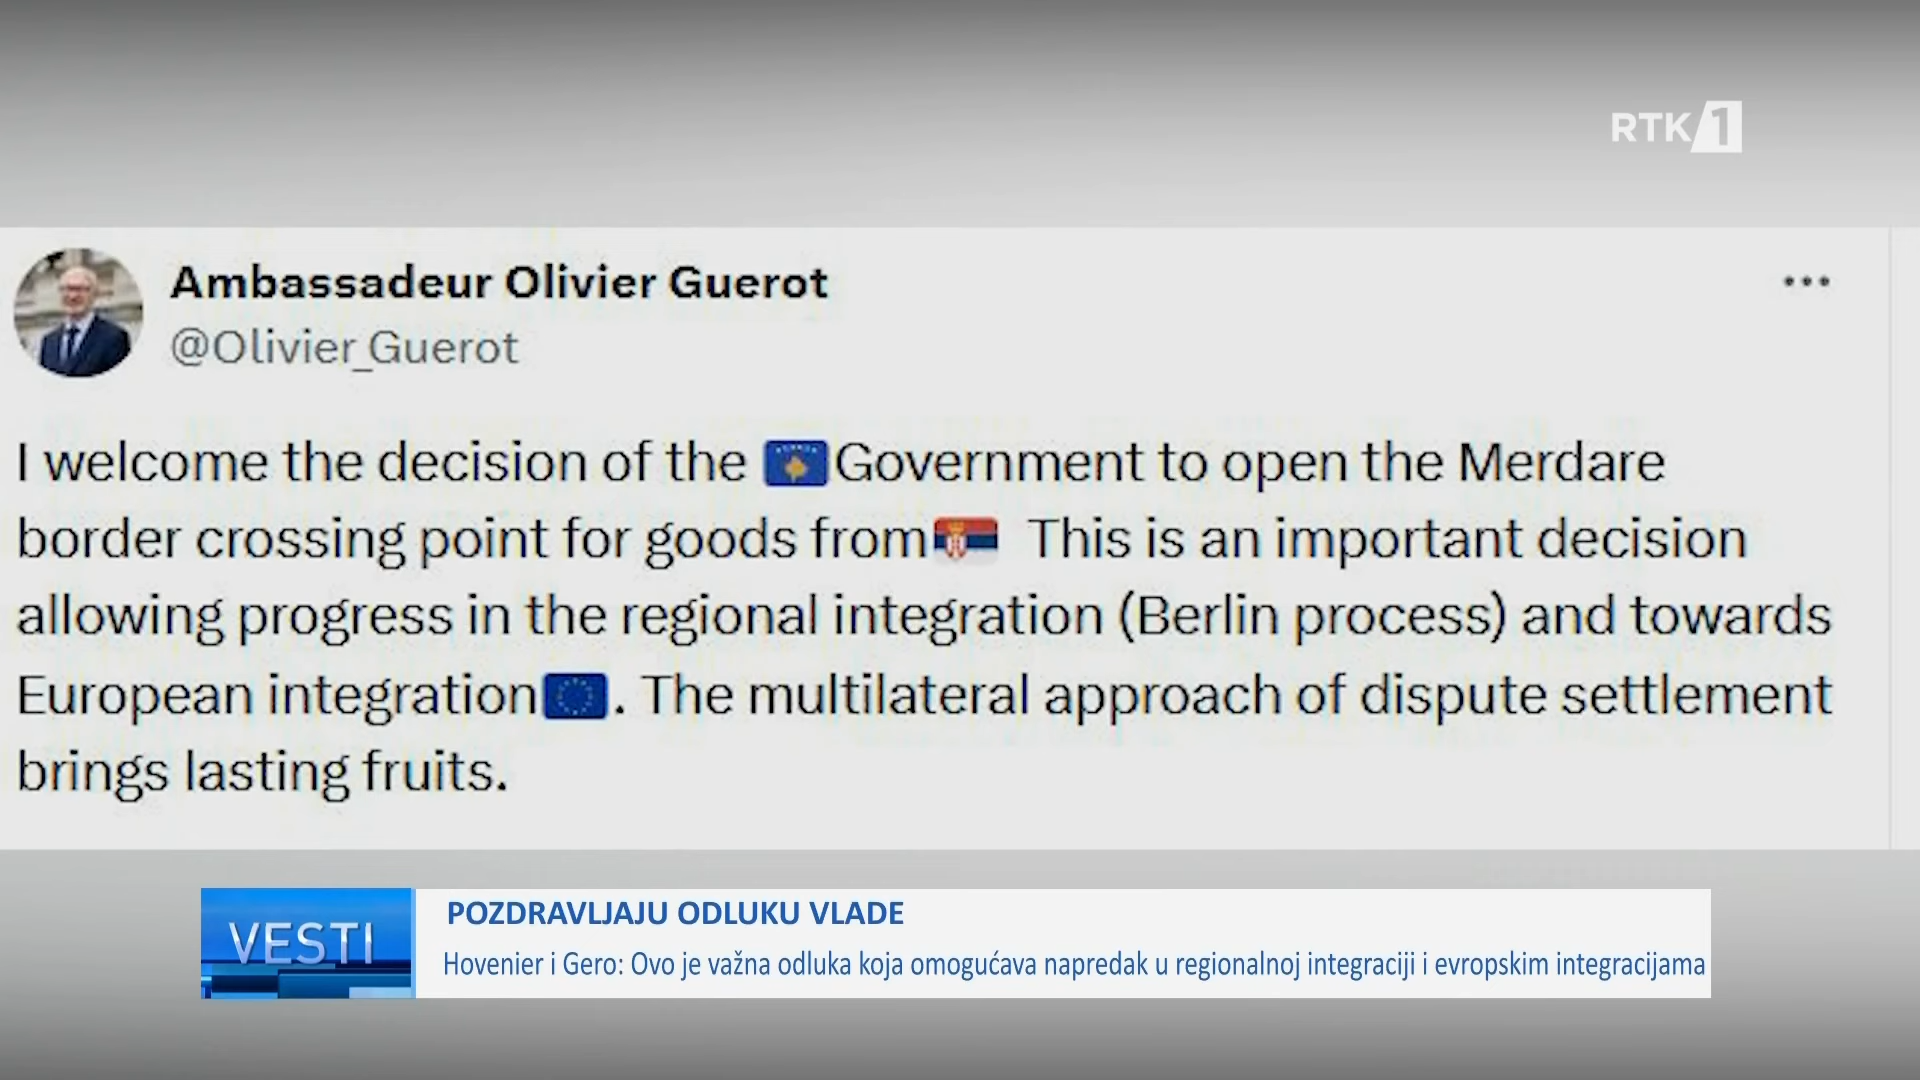 RTK 1
Ambassadeur Olivier Guerot
@Olivier_Guerot
I welcome the decision of the 🇽🇰Government to open the Merdare
border crossing point for goods from🇷🇸 This is an important decision
allowing progress in the regional integration (Berlin process) and towards
European integration🇪🇺. The multilateral approach of dispute settlement
brings lasting fruits.
VESTI
POZDRAVLJAJU ODLUKU VLADE
Hovenier i Gero: Ovo je važna odluka koja omogućava napredak u regionalnoj integraciji i evropskim integracijama